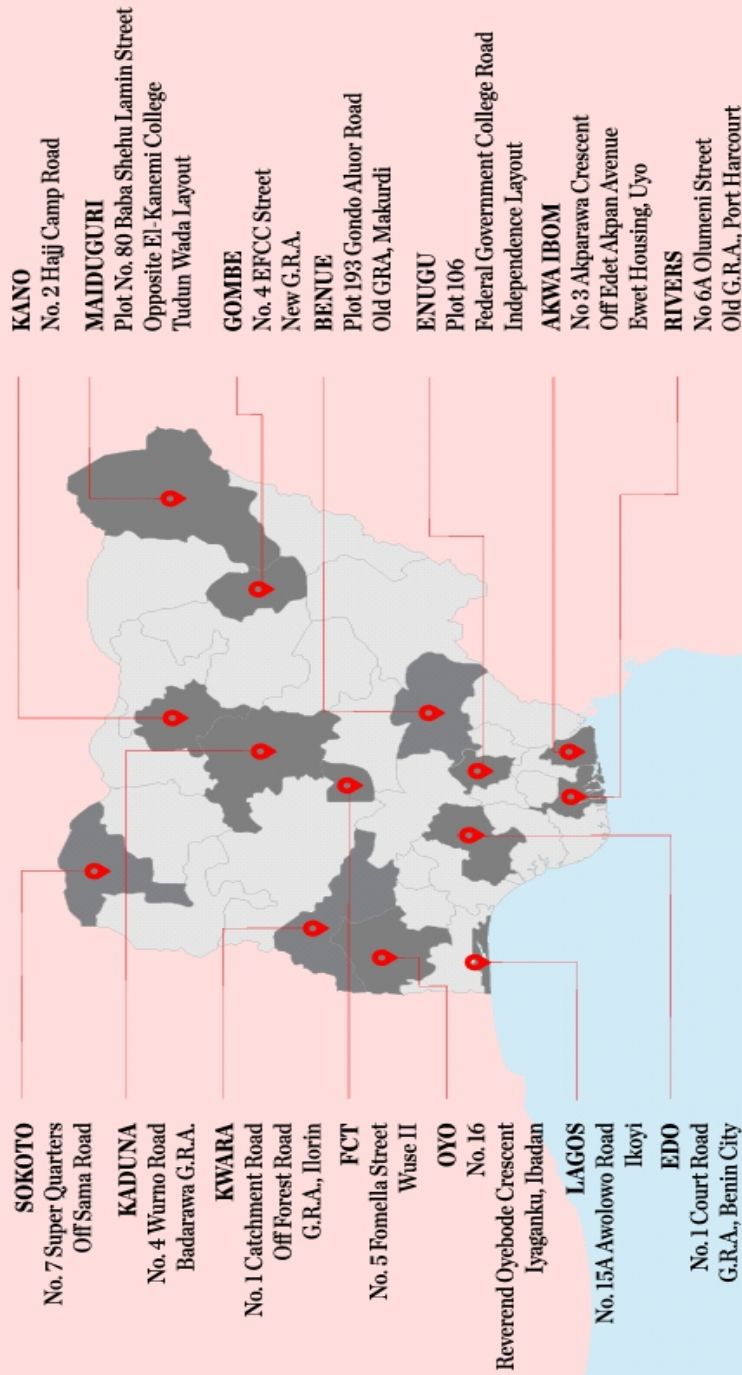 SOKOTO
No. 7 Super Quarters
Off Sama Road
KADUNA
No. 4 Wurno Road
Badarawa G.R.A.
KWARA
No. 1 Catchment Road
Off Forest Road
G.R.A., Ilorin
FCT
No. 5 Fomella Street
Wuse II
OYO
No. 16
Reverend Oyebode Crescent
Iyaganku, Ibadan
LAGOS
No. 15A Awolowo Road
Ikoyi
EDO
No. 1 Court Road
G.R.A., Benin City
KANO
No. 2 Hajj Camp Road
MAIDUGURI
Plot No. 80 Baba Shehu Lamin Street
Opposite El-Kanemi College
Tudun Wada Layout
GOMBE
No. 4 EFCC Street
New G.R.A.
BENUE
Plot 193 Gondo Aluor Road
Old GRA, Makurdi
ENUGU
Plot 106
Federal Government College Road
Independence Layout
AKWA IBOM
No 3 Akparawa Crescent
Off Edet Akpan Avenue
Ewet Housing, Uyo
RIVERS
No 6A Olumeni Street
Old G.R.A., Port Harcourt